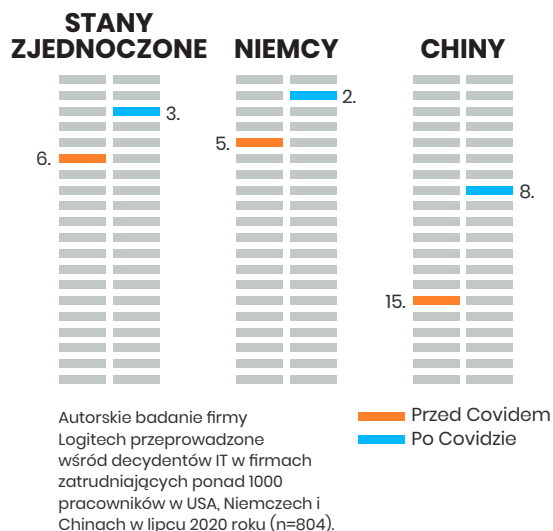 STANY
ZJEDNOCZONE
NIEMCY
CHINY
3.
6.
2.
5.
8.
15.
Autorskie badanie firmy
Logitech przeprowadzone
wśród decydentów IT w firmach
zatrudniających ponad 1000
pracowników w USA, Niemczech i
Chinach w lipcu 2020 roku (n=804).
Przed Covidem
Po Covidzie